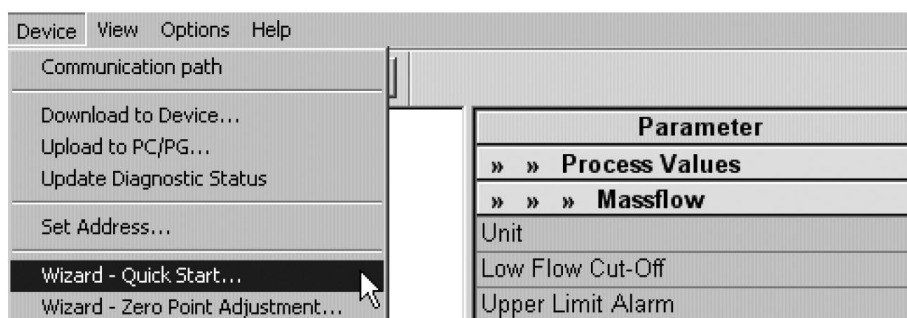 Device View Options Help
Communication path
Download to Device...
Upload to PC/PG...
Update Diagnostic Status
Set Address...
Wizard - Quick Start...
Wizard - Zero Point Adjustment...
Parameter
» » Process Values
» » » Massflow
Unit
Low Flow Cut-Off
Upper Limit Alarm